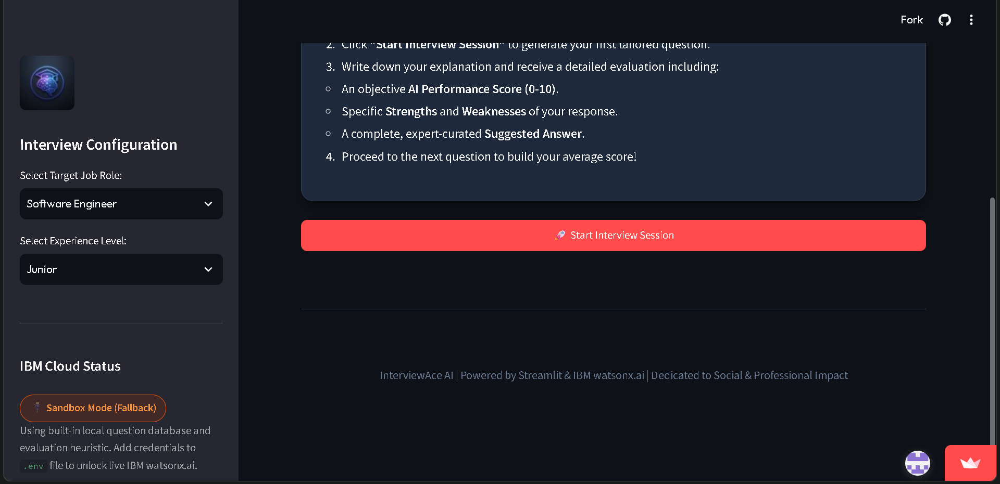 Fork
Interview Configuration
Select Target Job Role:
Software Engineer
Select Experience Level:
Junior
IBM Cloud Status
Sandbox Mode (Fallback)
Using built-in local question database and
evaluation heuristic. Add credentials to
.env file to unlock live IBM watsonx.ai.
2. Click "Start Interview Session" to generate your first tailored question.
3. Write down your explanation and receive a detailed evaluation including:
An objective AI Performance Score (0-10).
Specific Strengths and Weaknesses of your response.
A complete, expert-curated Suggested Answer.
4. Proceed to the next question to build your average score!
🚀 Start Interview Session
InterviewAce AI | Powered by Streamlit & IBM watsonx.ai | Dedicated to Social & Professional Impact